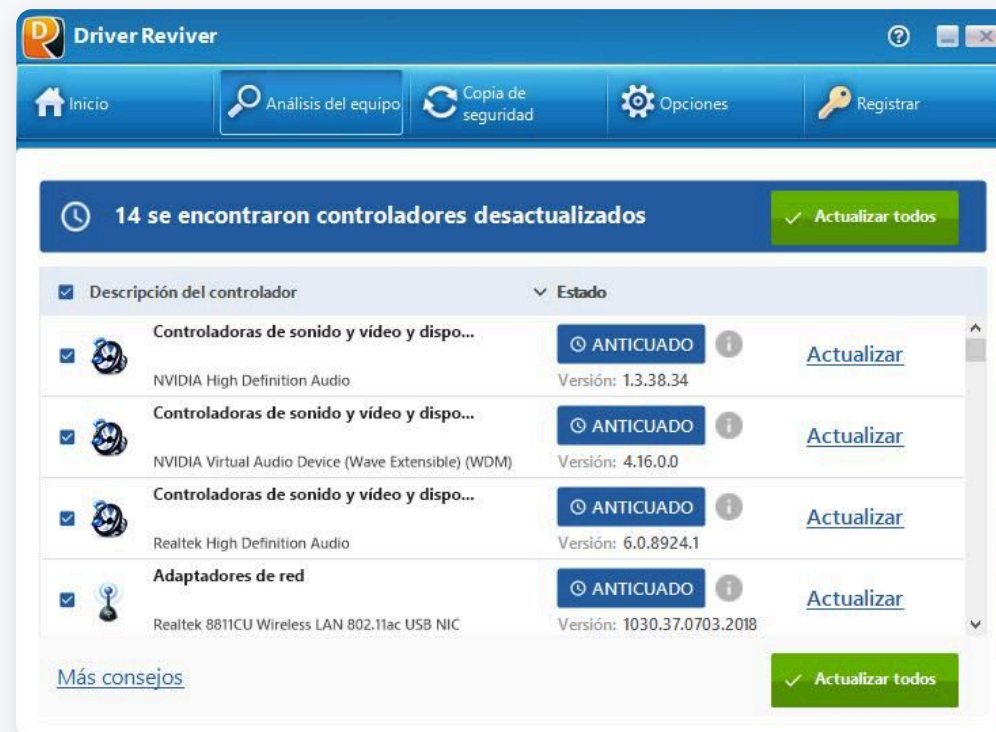 Driver Reviver
Inicio
Análisis del equipo
Copia de
seguridad
Opciones
Registrar
14 se encontraron controladores desactualizados
Actualizar todos
Descripción del controlador
Estado
Controladoras de sonido y vídeo y dispo...
ANTICUADO
Actualizar
NVIDIA High Definition Audio
Versión: 1.3.38.34
Controladoras de sonido y vídeo y dispo...
ANTICUADO
Actualizar
NVIDIA Virtual Audio Device (Wave Extensible) (WDM)
Versión: 4.16.0.0
Controladoras de sonido y vídeo y dispo...
ANTICUADO
Actualizar
Realtek High Definition Audio
Versión: 6.0.8924.1
Adaptadores de red
ANTICUADO
Actualizar
Realtek 8811CU Wireless LAN 802.11ac USB NIC
Versión: 1030.37.0703.2018
Más consejos
Actualizar todos